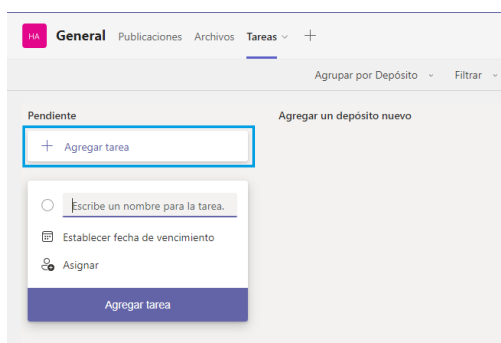 HA General Publicaciones Archivos Tareas
Agrupar por Depósito Filtrar
Pendiente Agregar un depósito nuevo
Agregar tarea
Escribe un nombre para la tarea.
Establecer fecha de vencimiento
Asignar
Agregar tarea